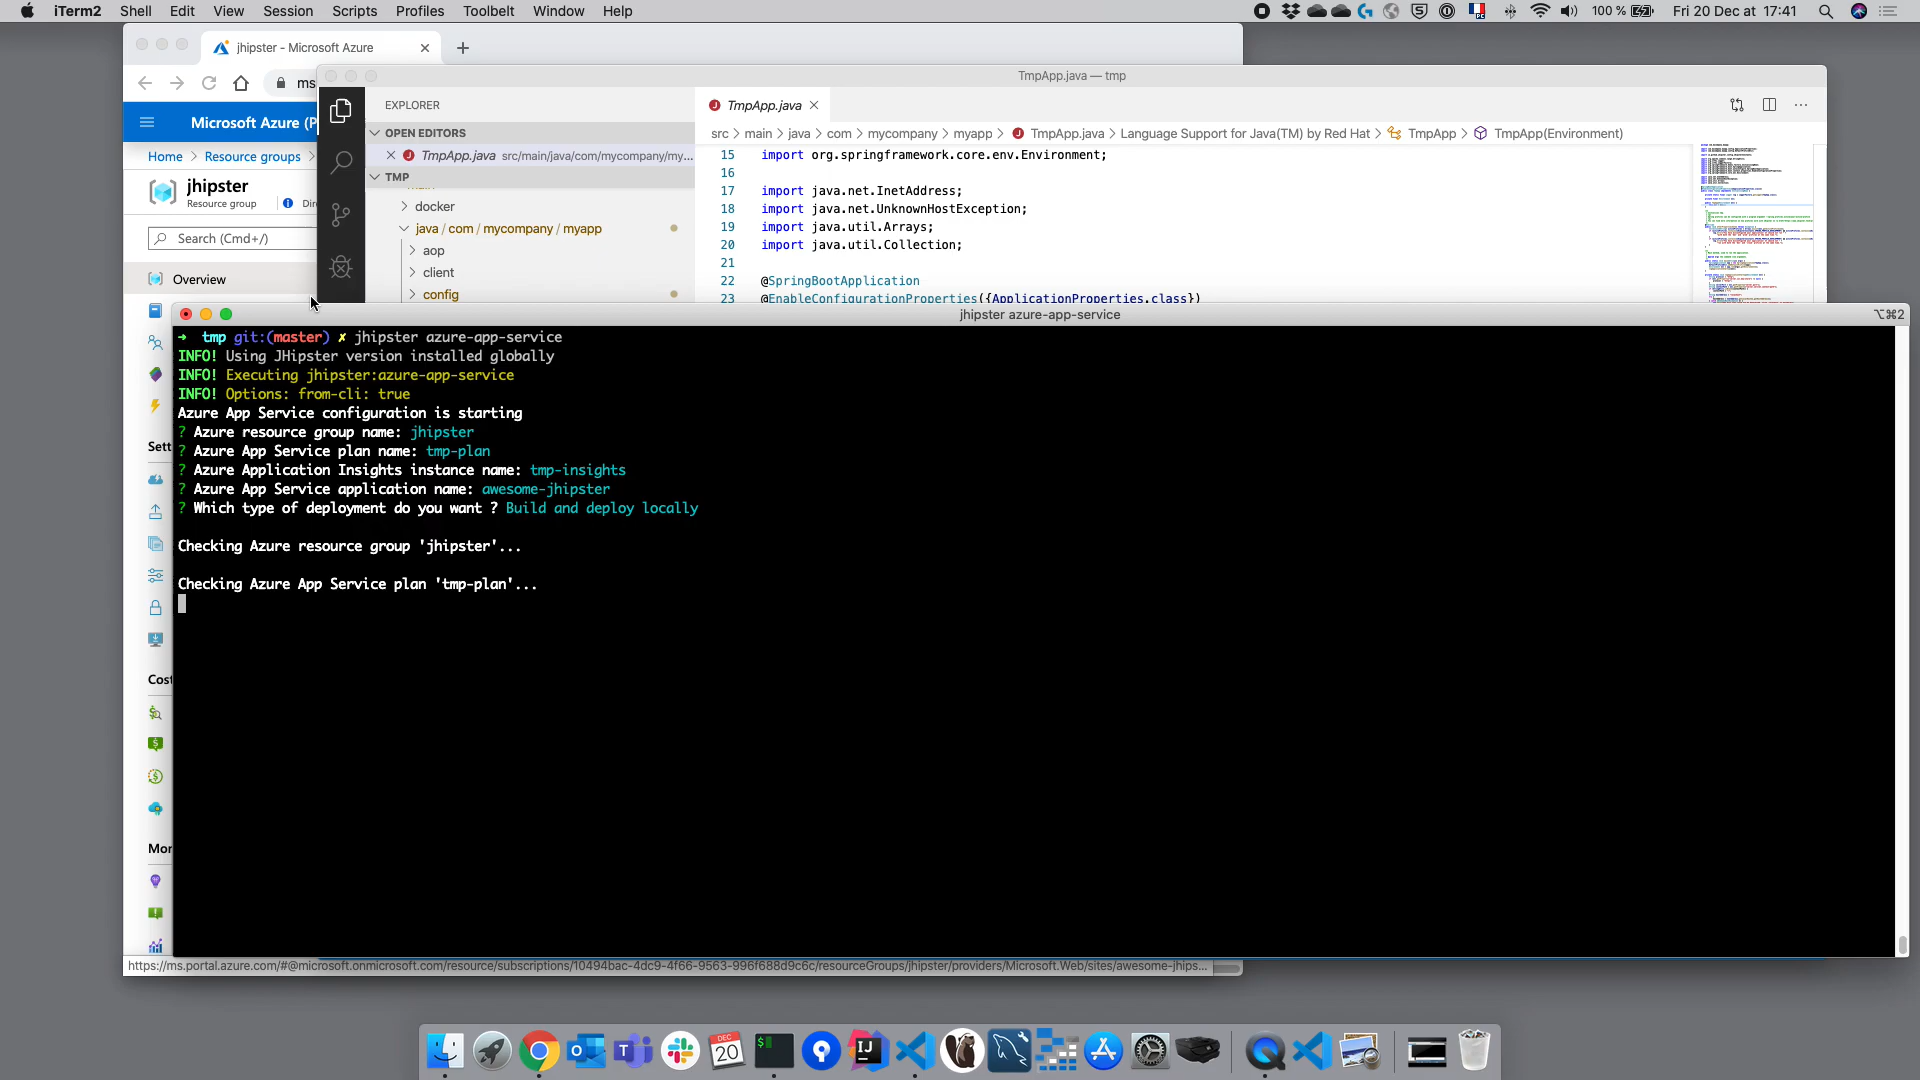 iTerm2 Shell Edit View Session Scripts Profiles Toolbelt Window Help 100 % Fri 20 Dec at 17:41
jhipster - Microsoft Azure
ms
TmpApp.java — tmp
Microsoft Azure (P
EXPLORER
TmpApp.java
OPEN EDITORS
src > main > java > com > mycompany > myapp > TmpApp.java > Language Support for Java(TM) by Red Hat > TmpApp > TmpApp(Environment)
Home > Resource groups >
TmpApp.java src/main/java/com/mycompany/my...
15 import org.springframework.core.env.Environment;
TMP
16
jhipster
Resource group
17 import java.net.InetAddress;
docker
18 import java.net.UnknownHostException;
java / com / mycompany / myapp
19 import java.util.Arrays;
Search (Cmd+/)
aop
20 import java.util.Collection;
21
client
Overview
22 @SpringBootApplication
config
23 @EnableConfigurationProperties({ApplicationProperties.class})
jhipster azure-app-service
⌥⌘2
➜ tmp git:(master) ✗ jhipster azure-app-service
INFO! Using JHipster version installed globally
INFO! Executing jhipster:azure-app-service
INFO! Options: from-cli: true
Azure App Service configuration is starting
? Azure resource group name: jhipster
? Azure App Service plan name: tmp-plan
? Azure Application Insights instance name: tmp-insights
? Azure App Service application name: awesome-jhipster
? Which type of deployment do you want ? Build and deploy locally
Checking Azure resource group 'jhipster'...
Checking Azure App Service plan 'tmp-plan'...
Sett
Cost
Mor
https://ms.portal.azure.com/#@microsoft.onmicrosoft.com/resource/subscriptions/10494bac-4dc9-4f66-9563-996f688d9c6c/resourceGroups/jhipster/providers/Microsoft.Web/sites/awesome-jhips...
DEC
20